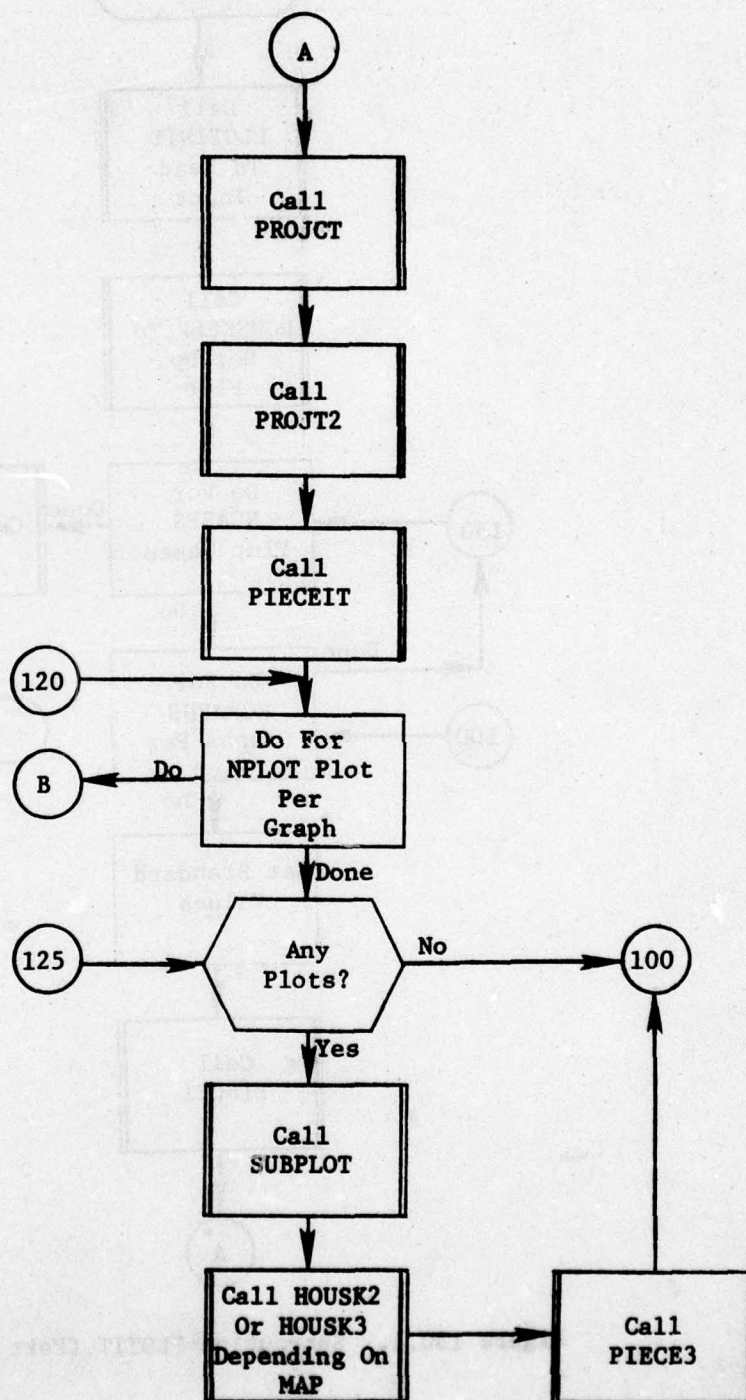 A
Call
PROJCT
Call
PROJT2
Call
PIECEIT
120
Do For
NPLOT Plot
Per
Graph
Do
B
Done
125
Any
Plots?
No
100
Yes
Call
SUBPLOT
Call HOUSK2
Or HOUSK3
Depending On
MAP
Call
PIECE3